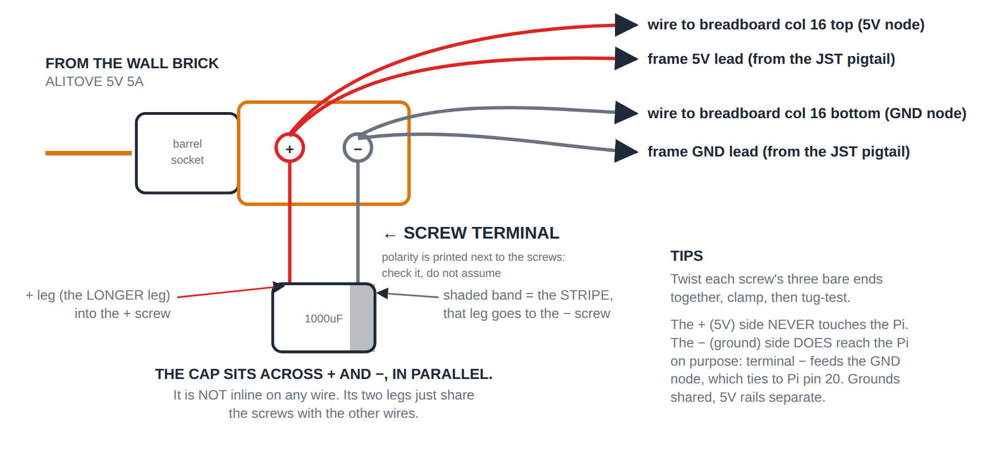 wire to breadboard col 16 top (5V node)
frame 5V lead (from the JST pigtail)
FROM THE WALL BRICK
ALITOVE 5V 5A
wire to breadboard col 16 bottom (GND node)
barrel
socket
+
−
frame GND lead (from the JST pigtail)
← SCREW TERMINAL
polarity is printed next to the screws:
check it, do not assume
+ leg (the LONGER leg)
into the + screw
1000uF
shaded band = the STRIPE,
that leg goes to the − screw
THE CAP SITS ACROSS + AND −, IN PARALLEL.
It is NOT inline on any wire. Its two legs just share
the screws with the other wires.
TIPS
Twist each screw's three bare ends
together, clamp, then tug-test.
The + (5V) side NEVER touches the Pi.
The − (ground) side DOES reach the Pi
on purpose: terminal − feeds the GND
node, which ties to Pi pin 20. Grounds
shared, 5V rails separate.